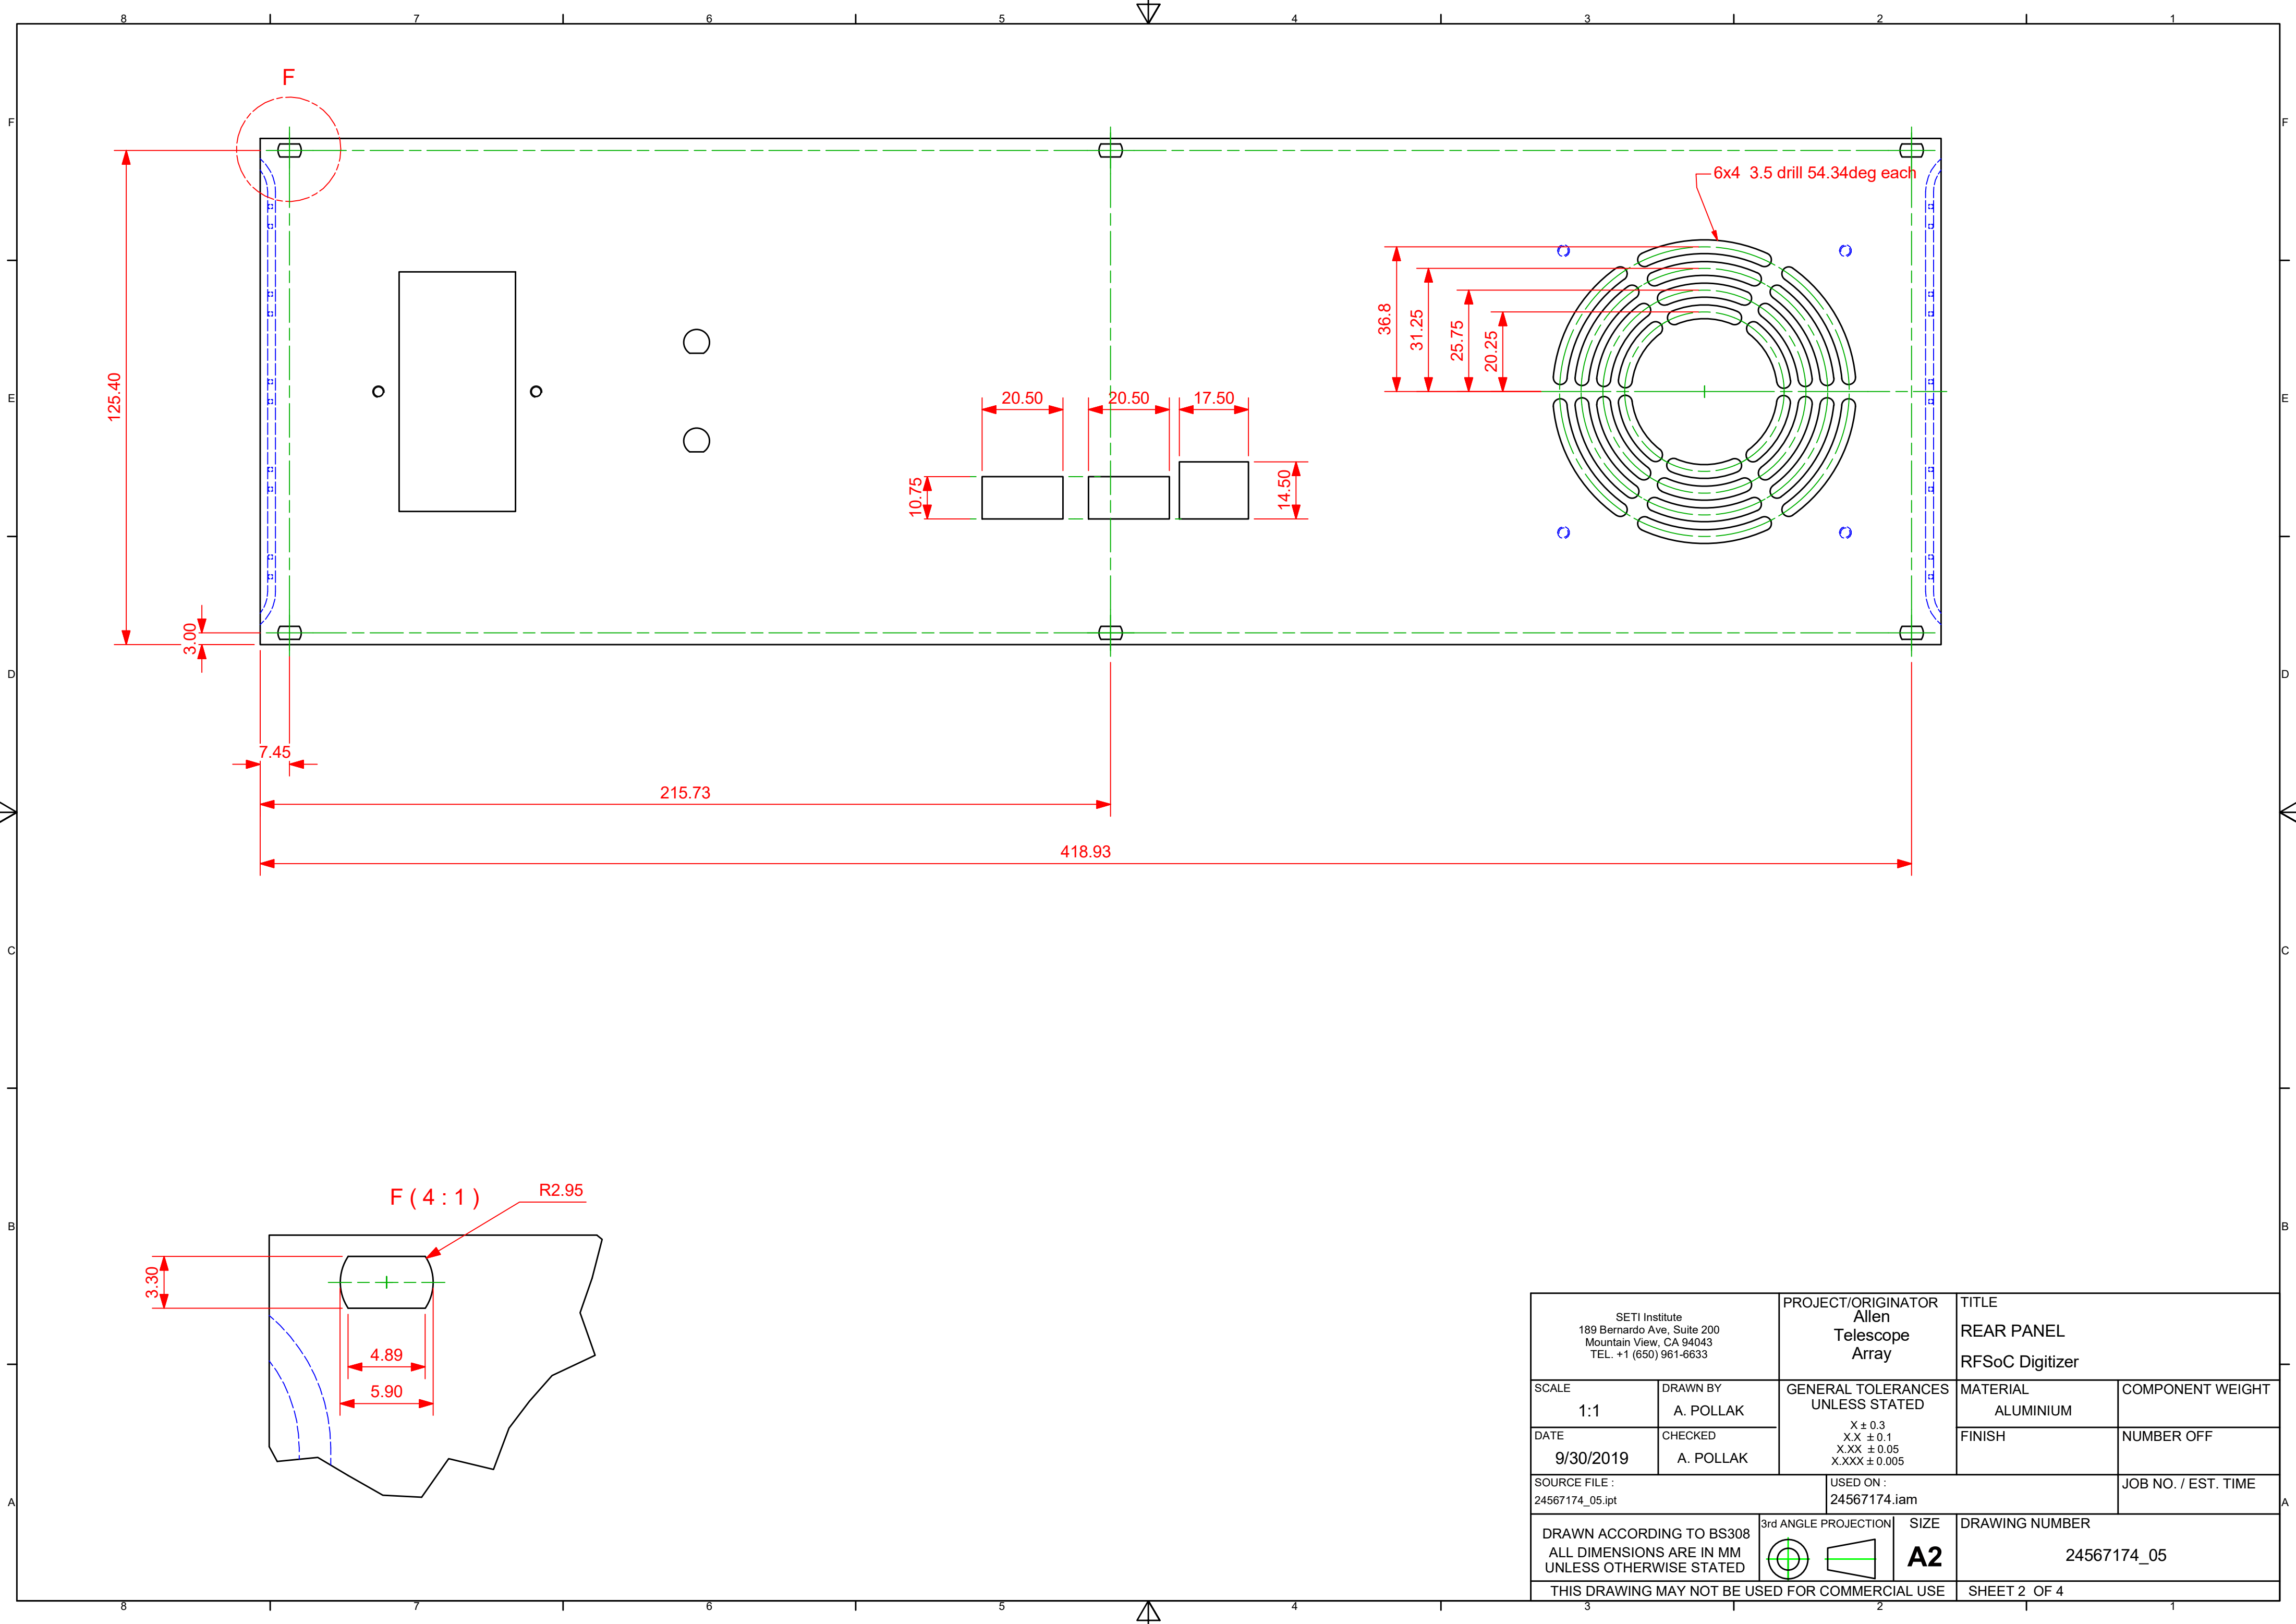 8 7 6 5 4 3 2 1
F
F F
6x4 3.5 drill 54.34deg each
36.8
31.25
25.75
20.25
125.40
E E
20.50 20.50 17.50
10.75
14.50
3.00
D D
7.45
215.73
418.93
C C
F ( 4 : 1 )
R2.95
B B
3.30
4.89
5.90
SETI Institute
189 Bernardo Ave, Suite 200
Mountain View, CA 94043
TEL. +1 (650) 961-6633
PROJECT/ORIGINATOR
Allen
Telescope
Array
TITLE
REAR PANEL
RFSoC Digitizer
SCALE
1:1
DRAWN BY
A. POLLAK
GENERAL TOLERANCES
UNLESS STATED
X ± 0.3
X.X ± 0.1
X.XX ± 0.05
X.XXX ± 0.005
MATERIAL
ALUMINIUM
COMPONENT WEIGHT
DATE
9/30/2019
CHECKED
A. POLLAK
FINISH
NUMBER OFF
SOURCE FILE :
24567174_05.ipt
USED ON :
24567174.iam
JOB NO. / EST. TIME
A A
DRAWN ACCORDING TO BS308
ALL DIMENSIONS ARE IN MM
UNLESS OTHERWISE STATED
3rd ANGLE PROJECTION
SIZE
A2
DRAWING NUMBER
24567174_05
THIS DRAWING MAY NOT BE USED FOR COMMERCIAL USE
SHEET 2 OF 4
8 7 6 5 4 3 2 1